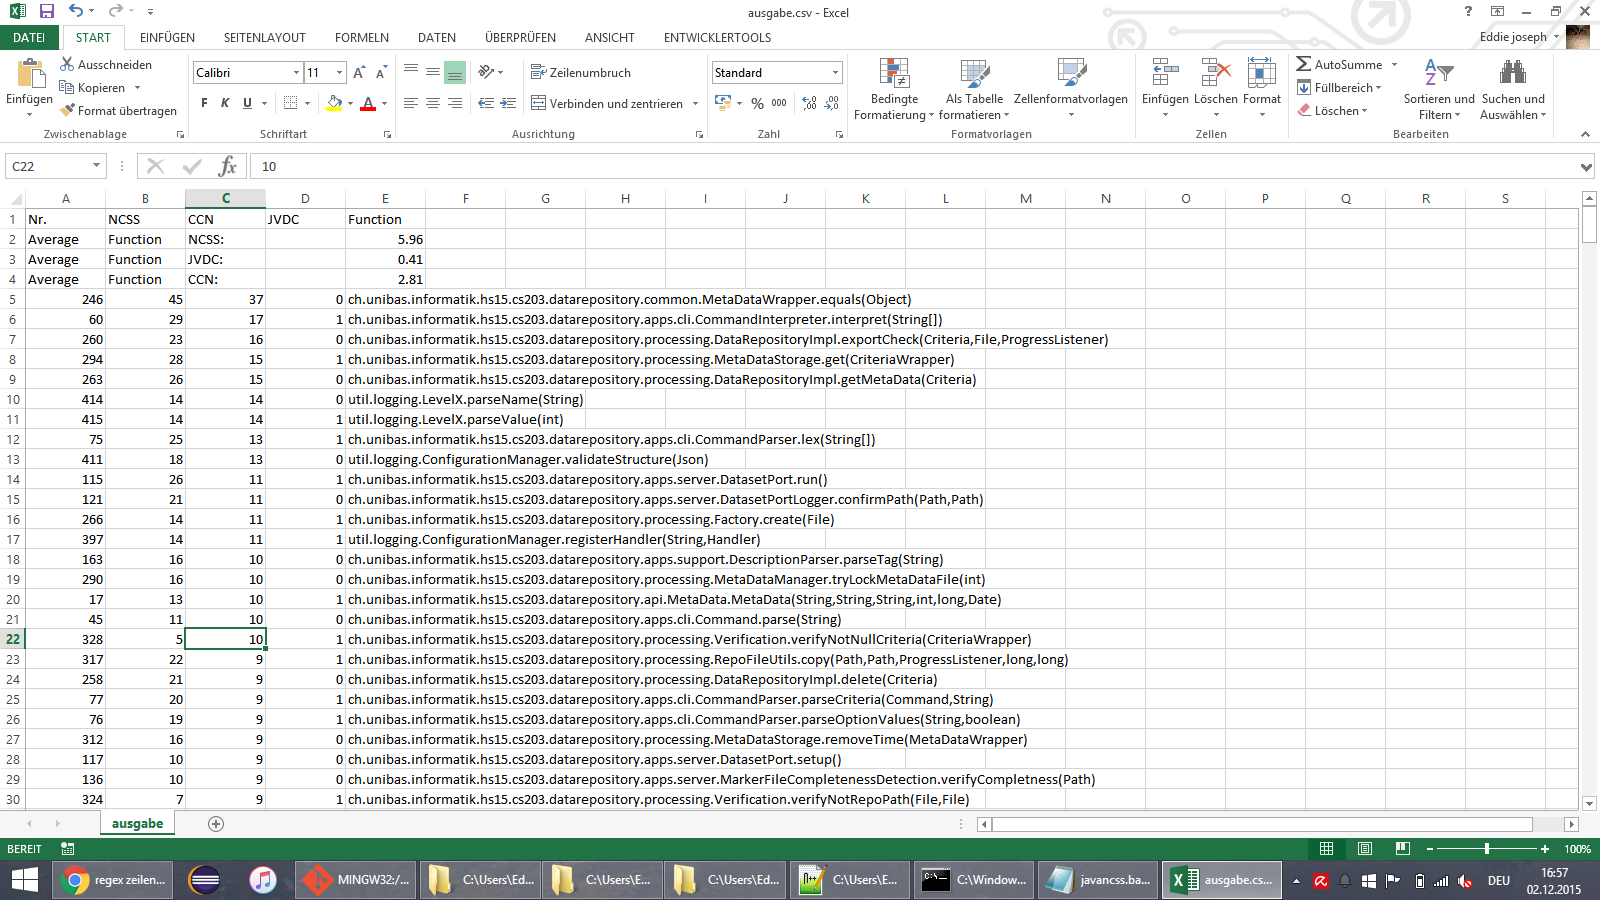 ausgabe.csv - Excel
DATEI START EINFÜGEN SEITENLAYOUT FORMELN DATEN ÜBERPRÜFEN ANSICHT ENTWICKLERTOOLS Eddie joseph
Ausschneiden
Kopieren
Format übertragen
Einfügen
Zwischenablage
Calibri 11
F K U
Schriftart
Zeilenumbruch
Verbinden und zentrieren
Ausrichtung
Standard
% 000
Zahl
Bedingte Formatierung
Als Tabelle formatieren
Zellenformatvorlagen
Formatvorlagen
Einfügen Löschen Format
Zellen
AutoSumme
Füllbereich
Löschen
Sortieren und Filtern
Suchen und Auswählen
Bearbeiten
C22 fx 10
A B C D E F G H I J K L M N O P Q R S
1 Nr. NCSS CCN JVDC Function
2 Average Function NCSS: 5.96
3 Average Function JVDC: 0.41
4 Average Function CCN: 2.81
5 246 45 37 0 ch.unibas.informatik.hs15.cs203.datarepository.common.MetaDataWrapper.equals(Object)
6 60 29 17 1 ch.unibas.informatik.hs15.cs203.datarepository.apps.cli.CommandInterpreter.interpret(String[])
7 260 23 16 0 ch.unibas.informatik.hs15.cs203.datarepository.processing.DataRepositoryImpl.exportCheck(Criteria,File,ProgressListener)
8 294 28 15 1 ch.unibas.informatik.hs15.cs203.datarepository.processing.MetaDataStorage.get(CriteriaWrapper)
9 263 26 15 0 ch.unibas.informatik.hs15.cs203.datarepository.processing.DataRepositoryImpl.getMetaData(Criteria)
10 414 14 14 0 util.logging.LevelX.parseName(String)
11 415 14 14 1 util.logging.LevelX.parseValue(int)
12 75 25 13 1 ch.unibas.informatik.hs15.cs203.datarepository.apps.cli.CommandParser.lex(String[])
13 411 18 13 0 util.logging.ConfigurationManager.validateStructure(Json)
14 115 26 11 1 ch.unibas.informatik.hs15.cs203.datarepository.apps.server.DatasetPort.run()
15 121 21 11 0 ch.unibas.informatik.hs15.cs203.datarepository.apps.server.DatasetPortLogger.confirmPath(Path,Path)
16 266 14 11 1 ch.unibas.informatik.hs15.cs203.datarepository.processing.Factory.create(File)
17 397 14 11 1 util.logging.ConfigurationManager.registerHandler(String,Handler)
18 163 16 10 0 ch.unibas.informatik.hs15.cs203.datarepository.apps.support.DescriptionParser.parseTag(String)
19 290 16 10 0 ch.unibas.informatik.hs15.cs203.datarepository.processing.MetaDataManager.tryLockMetaDataFile(int)
20 17 13 10 1 ch.unibas.informatik.hs15.cs203.datarepository.api.MetaData.MetaData(String,String,String,int,long,Date)
21 45 11 10 0 ch.unibas.informatik.hs15.cs203.datarepository.apps.cli.Command.parse(String)
22 328 5 10 1 ch.unibas.informatik.hs15.cs203.datarepository.processing.Verification.verifyNotNullCriteria(CriteriaWrapper)
23 317 22 9 1 ch.unibas.informatik.hs15.cs203.datarepository.processing.RepoFileUtils.copy(Path,Path,ProgressListener,long,long)
24 258 21 9 0 ch.unibas.informatik.hs15.cs203.datarepository.processing.DataRepositoryImpl.delete(Criteria)
25 77 20 9 1 ch.unibas.informatik.hs15.cs203.datarepository.apps.cli.CommandParser.parseCriteria(Command,String)
26 76 19 9 1 ch.unibas.informatik.hs15.cs203.datarepository.apps.cli.CommandParser.parseOptionValues(String,boolean)
27 312 16 9 0 ch.unibas.informatik.hs15.cs203.datarepository.processing.MetaDataStorage.removeTime(MetaDataWrapper)
28 117 10 9 0 ch.unibas.informatik.hs15.cs203.datarepository.apps.server.DatasetPort.setup()
29 136 10 9 0 ch.unibas.informatik.hs15.cs203.datarepository.apps.server.MarkerFileCompletenessDetection.verifyCompletness(Path)
30 324 7 9 1 ch.unibas.informatik.hs15.cs203.datarepository.processing.Verification.verifyNotRepoPath(File,File)
ausgabe
BEREIT 100%
regex zeilen... MINGW32:/... C:\Users\Ed... C:\Users\E... C:\Users\Ed... C:\Users\E... C:\Window... javancss.ba... ausgabe.cs... DEU 16:57
02.12.2015